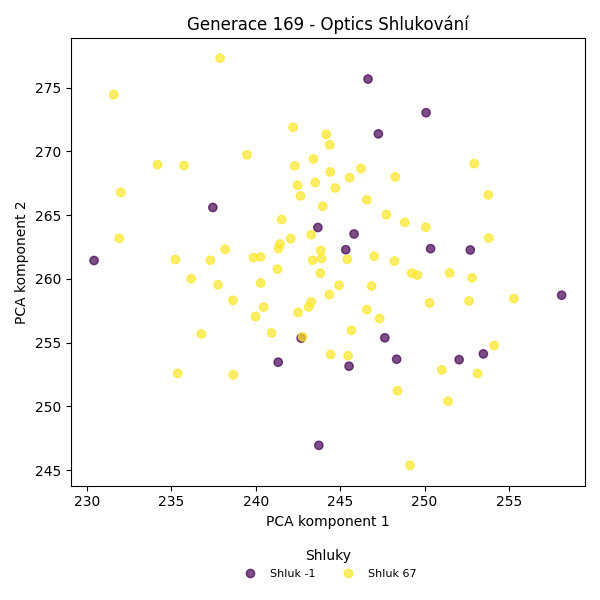 Generace 169 - Optics Shlukování
275
270
265
260
255
250
245
PCA komponent 2
230
235
240
245
250
255
PCA komponent 1
Shluky
Shluk -1
Shluk 67